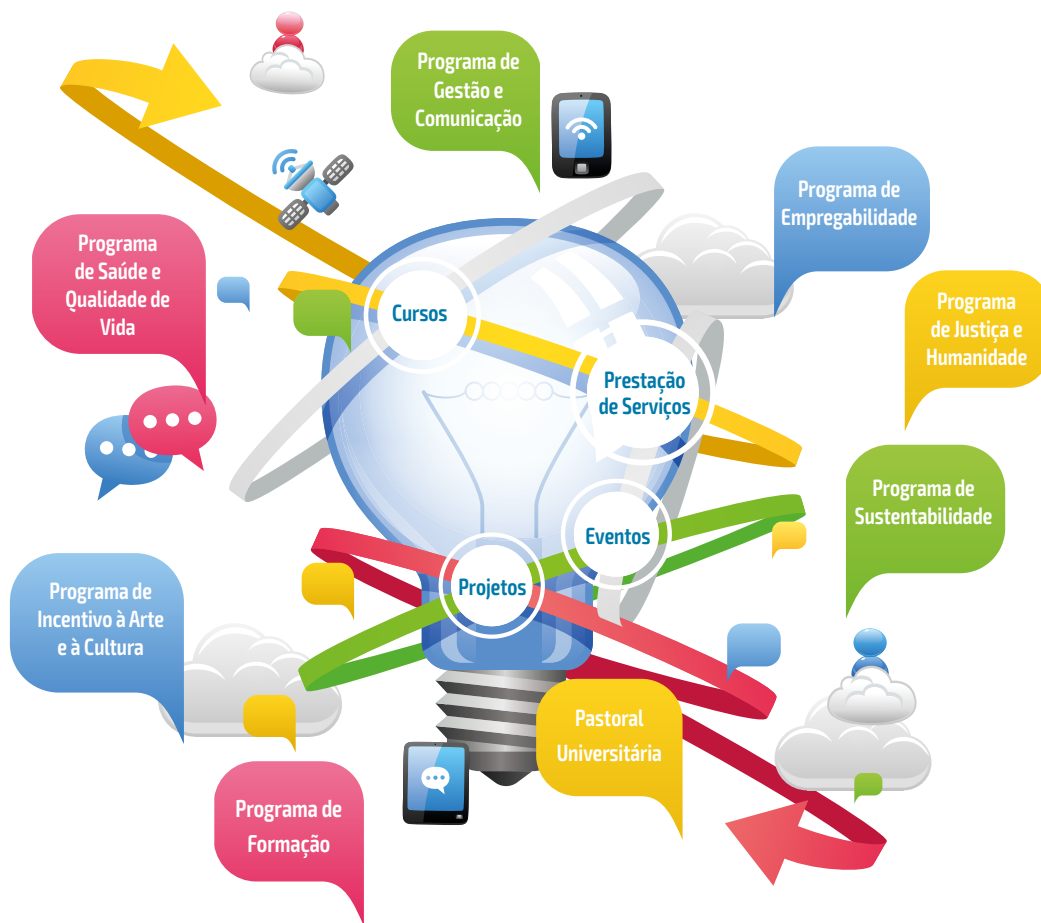 Programa de
Gestão e
Comunicação
Programa de
Empregabilidade
Programa
de Saúde e
Qualidade de
Vida
Programa
de Justiça e
Humanidade
Cursos
Prestação
de Serviços
Programa de
Sustentabilidade
Eventos
Projetos
Programa de
Incentivo à Arte
e à Cultura
Pastoral
Universitária
Programa de
Formação